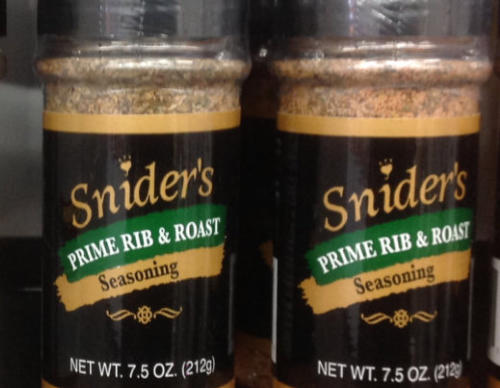 Snider's
PRIME RIB & ROAST
Seasoning
NET WT. 7.5 OZ. (212g)
Snider's
PRIME RIB & ROAST
Seasoning
NET WT. 7.5 OZ. (212g)